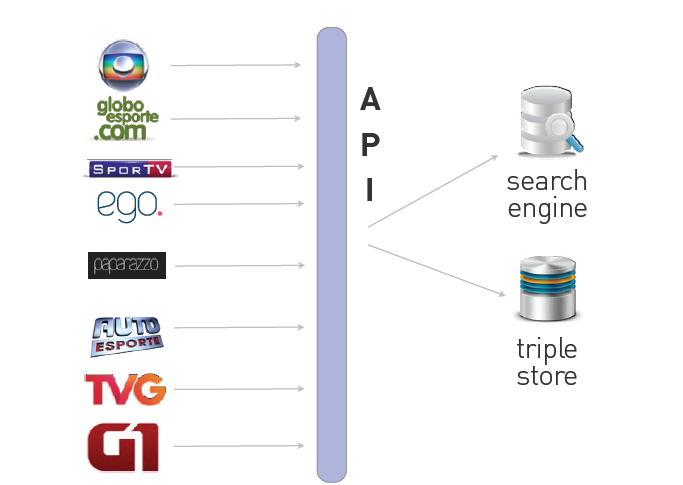 globo
esporte
.com
SPORTV
ego.
paparazzo
AUTO
ESPORTE
TVG
G1
A
P
I
search
engine
triple
store